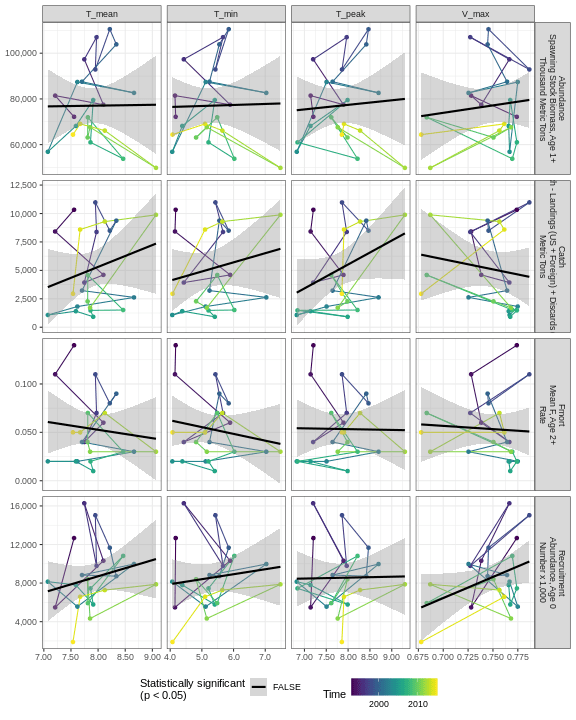 T_mean
T_min
T_peak
V_max
100,000
80,000
60,000
Abundance
Spawning Stock Biomass, Age 1+
Thousand Metric Tons
12,500
10,000
7,500
5,000
2,500
0
Catch
h - Landings (US + Foreign) + Discards
Metric Tons
0.100
0.050
0.000
Fmort
Mean F, Age 2+
Rate
16,000
12,000
8,000
4,000
Recruitment
Abundance, Age 0
Number x 1,000
7.00 7.50 8.00 8.50 9.00
4.0 5.0 6.0 7.0
7.00 7.50 8.00 8.50 9.00
0.675 0.700 0.725 0.750 0.775
Statistically significant
(p < 0.05)
FALSE
Time
2000 2010